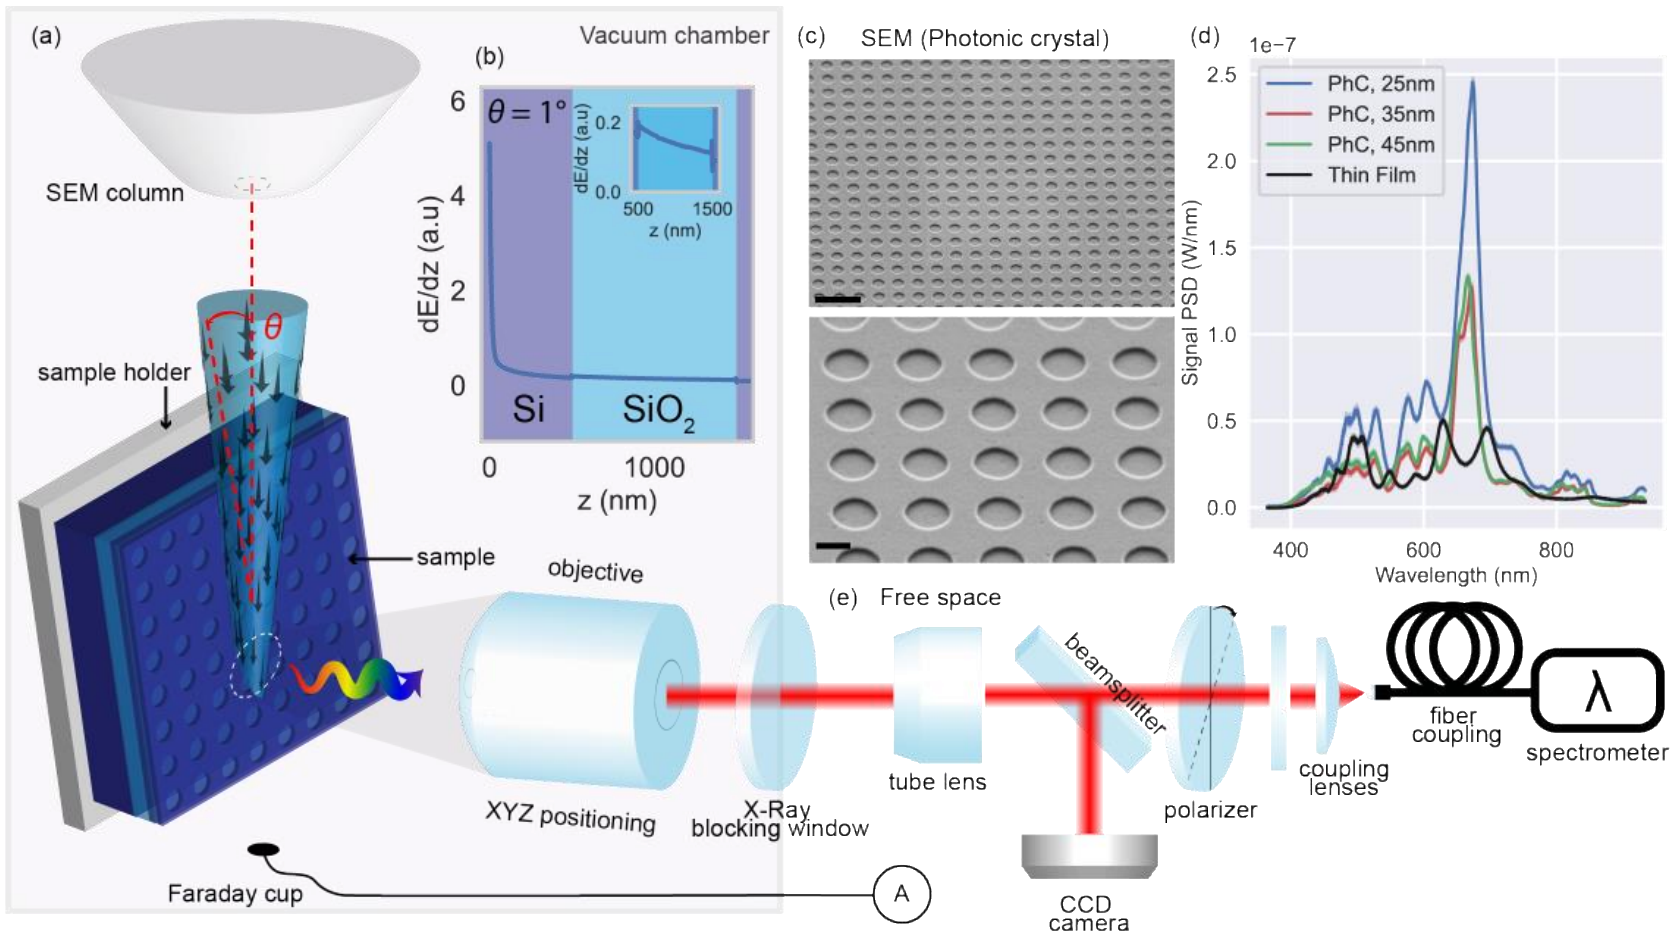 (a)
Vacuum chamber
SEM column
θ
sample holder
sample
objective
XYZ positioning
X-Ray
blocking window
Faraday cup
A
(b)
θ = 1°
dE/dz (a.u)
6
4
2
0
Si
SiO2
0
1000
z (nm)
dE/dz (a.u)
0.2
0.0
500
1500
z (nm)
(c)
SEM (Photonic crystal)
(d)
1e−7
PhC, 25nm
PhC, 35nm
PhC, 45nm
Thin Film
Signal PSD (W/nm)
2.5
2.0
1.5
1.0
0.5
0.0
400
600
800
Wavelength (nm)
(e)
Free space
tube lens
beamsplitter
CCD
camera
polarizer
coupling
lenses
fiber
coupling
λ
spectrometer